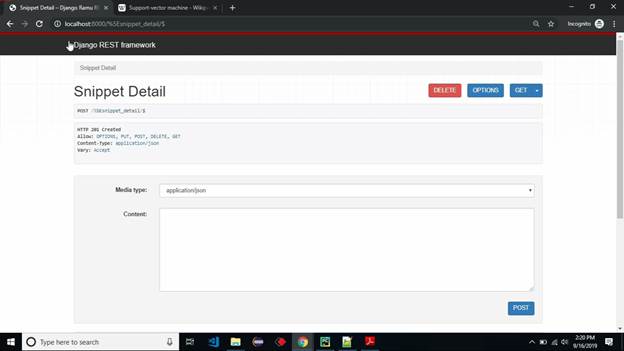 Snippet Detail – Django
Support-vector machine - Wikip
localhost:8000/%5Esnippet_detail/$
Incognito
Django REST framework
Snippet Detail
Snippet Detail
DELETE
OPTIONS
GET
POST /%5Esnippet_detail/$
HTTP 201 Created
Allow: OPTIONS, PUT, POST, DELETE, GET
Content-Type: application/json
Vary: Accept
Media type:
application/json
Content:
POST
Type here to search
2:20 PM
9/16/2019